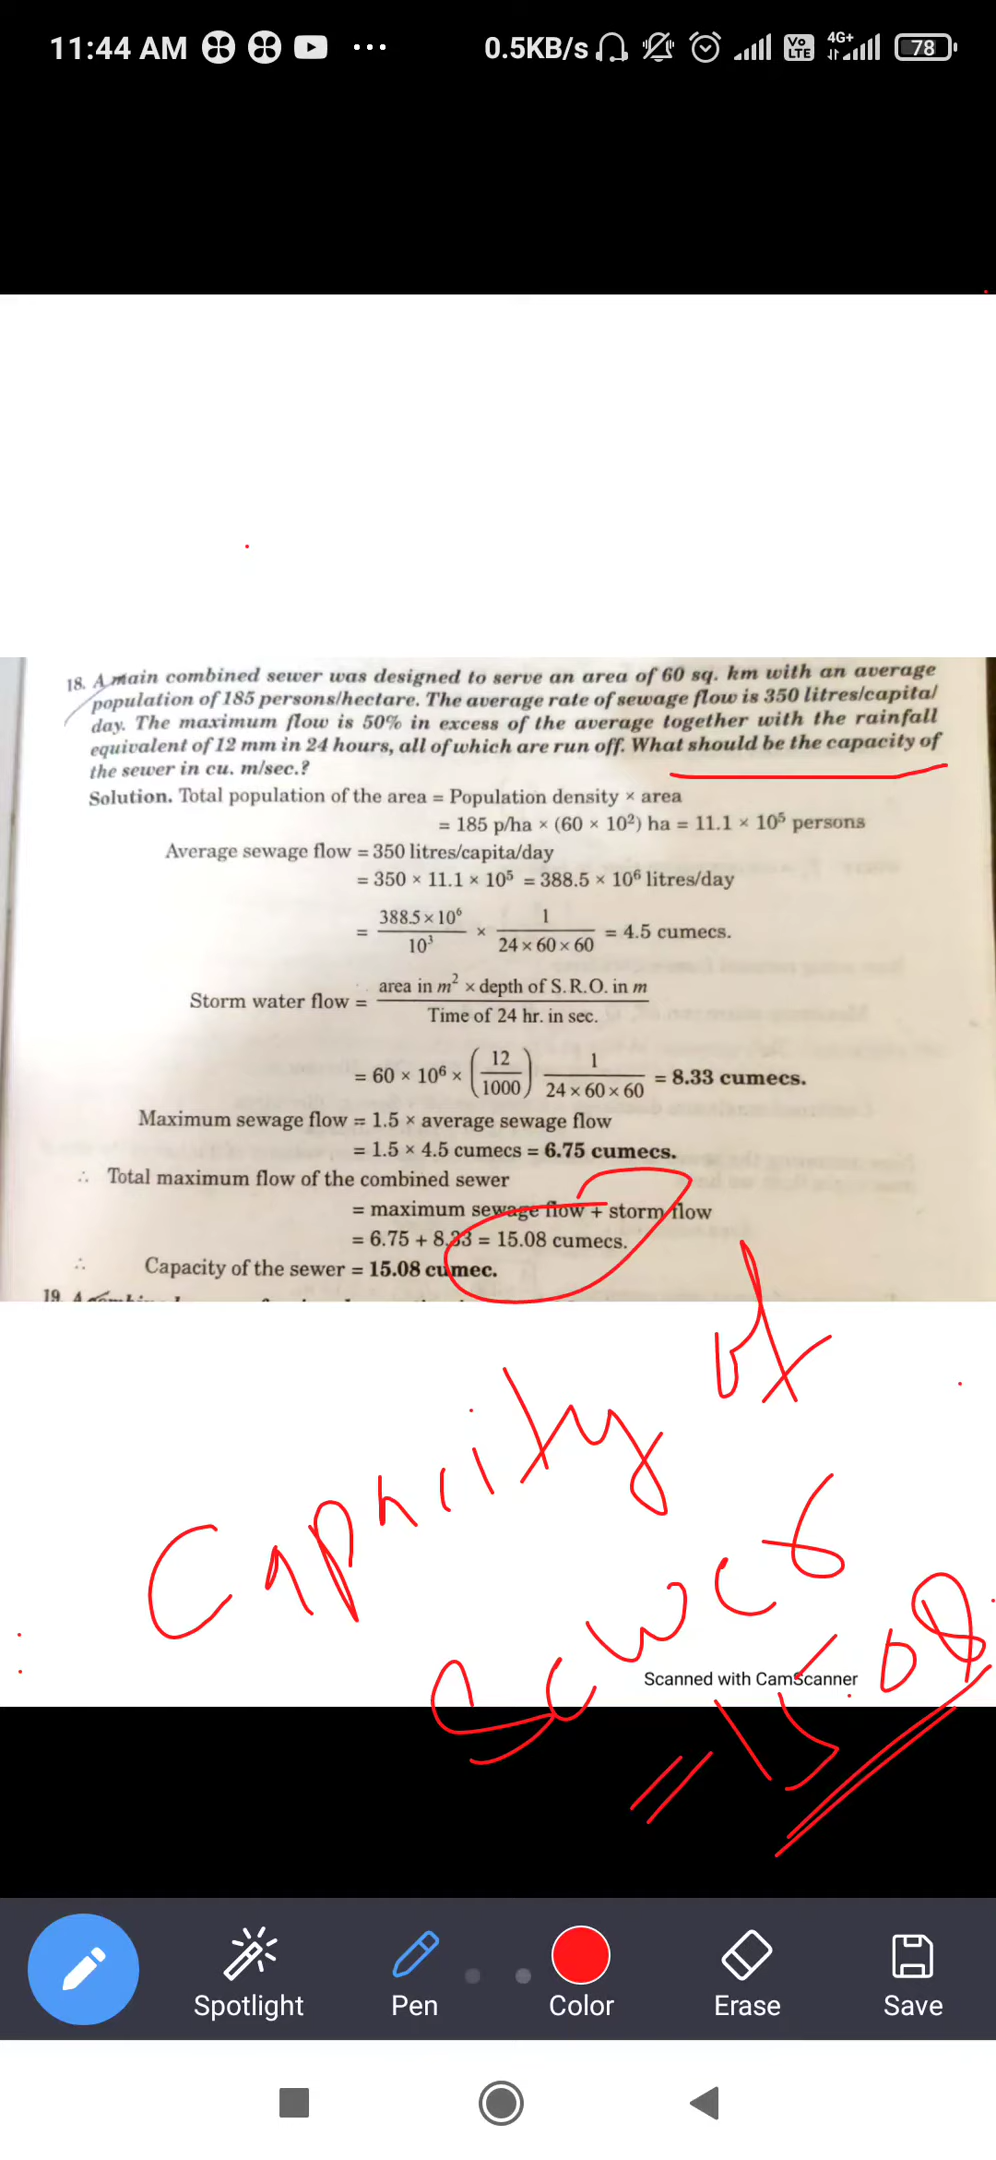 11:44 AM ... 0.5KB/s Vo LTE 4G+ 78
18. A main combined sewer was designed to serve an area of 60 sq. km with an average
population of 185 persons/hectare. The average rate of sewage flow is 350 litres/capita/
day. The maximum flow is 50% in excess of the average together with the rainfall
equivalent of 12 mm in 24 hours, all of which are run off. What should be the capacity of
the sewer in cu. m/sec.?
Solution. Total population of the area = Population density × area
= 185 p/ha × (60 × 10²) ha = 11.1 × 10⁵ persons
Average sewage flow = 350 litres/capita/day
= 350 × 11.1 × 10⁵ = 388.5 × 10⁶ litres/day
= 388.5 × 10⁶ / 10³ × 1 / 24 × 60 × 60 = 4.5 cumecs.
Storm water flow = area in m² × depth of S.R.O. in m / Time of 24 hr. in sec.
= 60 × 10⁶ × (12 / 1000) 1 / 24 × 60 × 60 = 8.33 cumecs.
Maximum sewage flow = 1.5 × average sewage flow
= 1.5 × 4.5 cumecs = 6.75 cumecs.
∴ Total maximum flow of the combined sewer
= maximum sewage flow + storm flow
= 6.75 + 8.33 = 15.08 cumecs.
∴ Capacity of the sewer = 15.08 cumec.
19. A
Capacity of
Sewer
= 15.08
Scanned with CamScanner
Spotlight Pen Color Erase Save